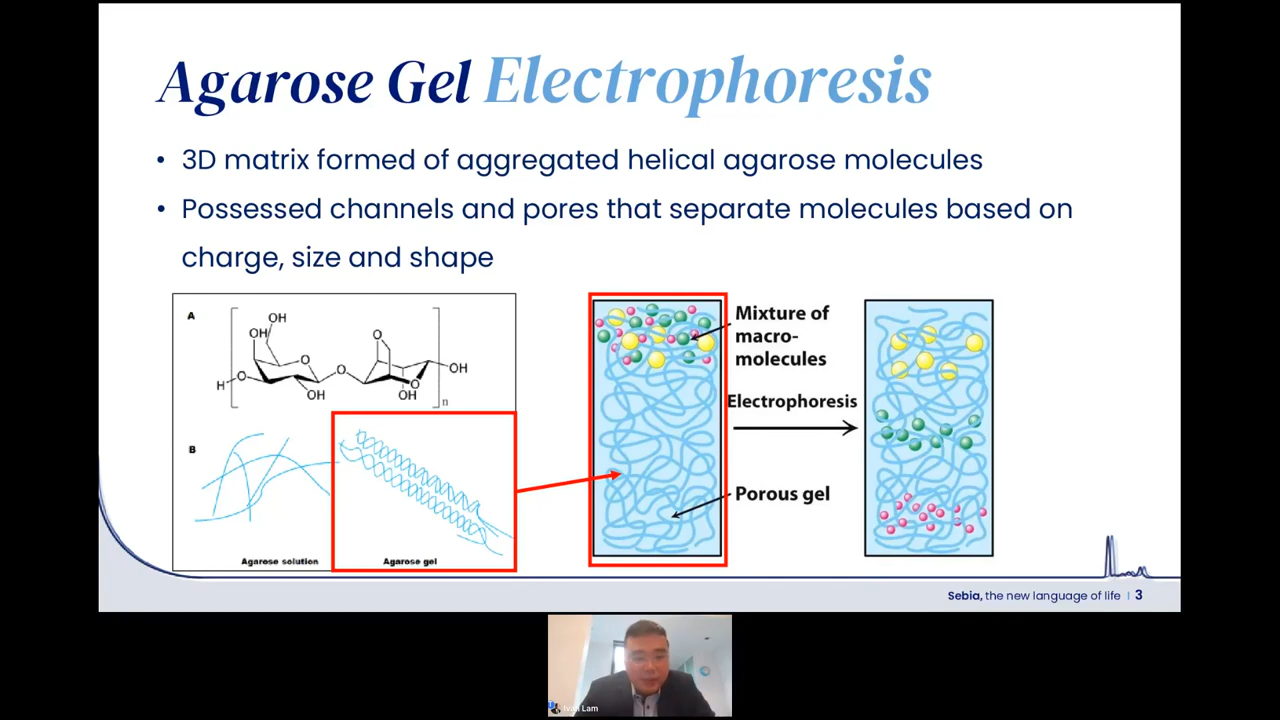 Agarose Gel Electrophoresis
• 3D matrix formed of aggregated helical agarose molecules
• Possessed channels and pores that separate molecules based on
charge, size and shape
A
OH
OH
O
O
O
O
O
H
OH
OH
OH
n
B
Agarose solution
Agarose gel
Mixture of
macro-
molecules
Electrophoresis
Porous gel
Sebia, the new language of life | 3
Ivan Lam